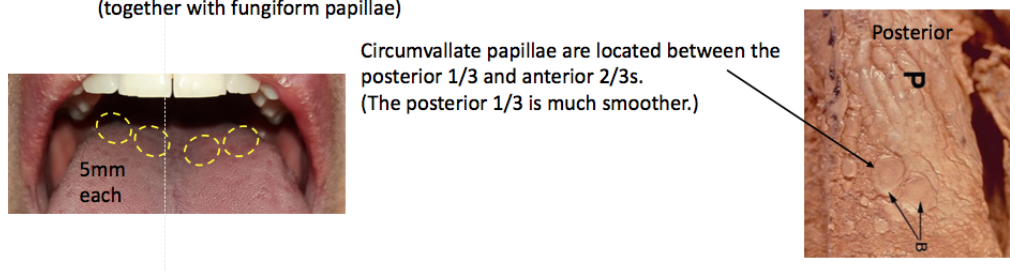 (together with fungiform papillae)
Circumvallate papillae are located between the
posterior 1/3 and anterior 2/3s.
(The posterior 1/3 is much smoother.)
5mm
each
Posterior
P
B